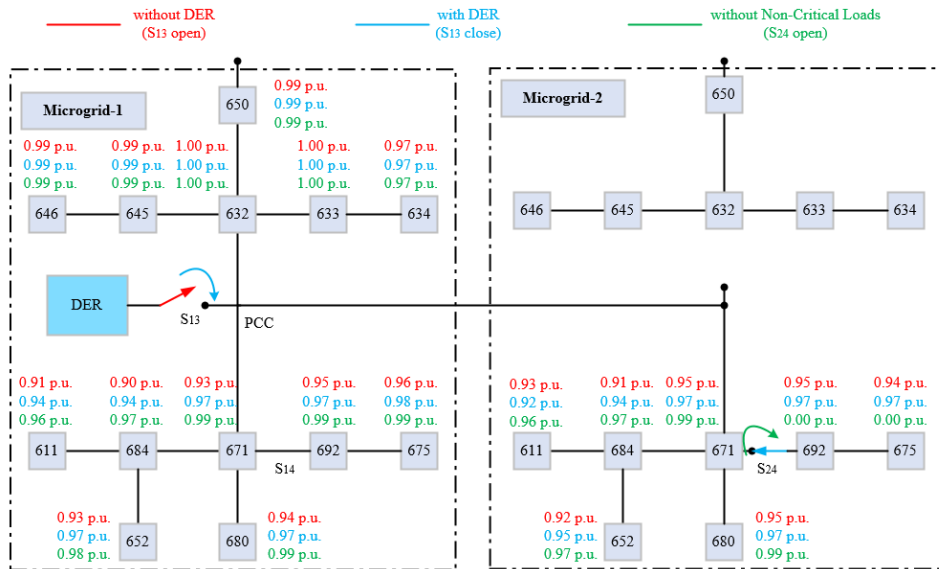 without DER
(S13 open)
with DER
(S13 close)
without Non-Critical Loads
(S24 open)
Microgrid-1
650
0.99 p.u.
0.99 p.u.
0.99 p.u.
0.99 p.u. 0.99 p.u. 1.00 p.u. 1.00 p.u. 0.97 p.u.
0.99 p.u. 0.99 p.u. 1.00 p.u. 1.00 p.u. 0.97 p.u.
0.99 p.u. 0.99 p.u. 1.00 p.u. 1.00 p.u. 0.97 p.u.
646 645 632 633 634
DER
S13
PCC
0.91 p.u. 0.90 p.u. 0.93 p.u. 0.95 p.u. 0.96 p.u.
0.94 p.u. 0.94 p.u. 0.97 p.u. 0.97 p.u. 0.98 p.u.
0.96 p.u. 0.97 p.u. 0.99 p.u. 0.99 p.u. 0.99 p.u.
611 684 671 692 675
S14
0.93 p.u. 0.94 p.u.
0.97 p.u. 0.97 p.u.
0.98 p.u. 0.99 p.u.
652 680
Microgrid-2
650
646 645 632 633 634
0.93 p.u. 0.91 p.u. 0.95 p.u. 0.95 p.u. 0.94 p.u.
0.92 p.u. 0.94 p.u. 0.97 p.u. 0.97 p.u. 0.97 p.u.
0.96 p.u. 0.97 p.u. 0.99 p.u. 0.00 p.u. 0.00 p.u.
611 684 671 692 675
S24
0.92 p.u. 0.95 p.u.
0.95 p.u. 0.97 p.u.
0.97 p.u. 0.99 p.u.
652 680